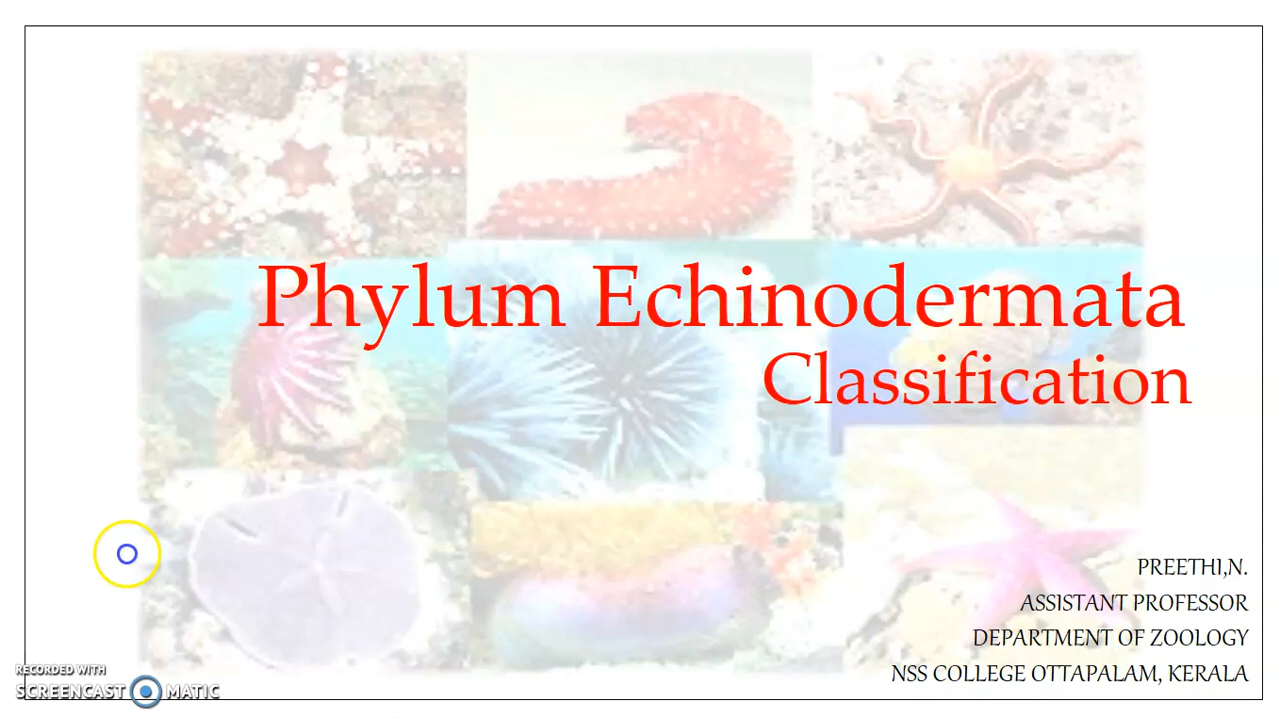 Phylum Echinodermata
Classification
PREETHI,N.
ASSISTANT PROFESSOR
DEPARTMENT OF ZOOLOGY
NSS COLLEGE OTTAPALAM, KERALA
RECORDED WITH
SCREENCAST MATIC